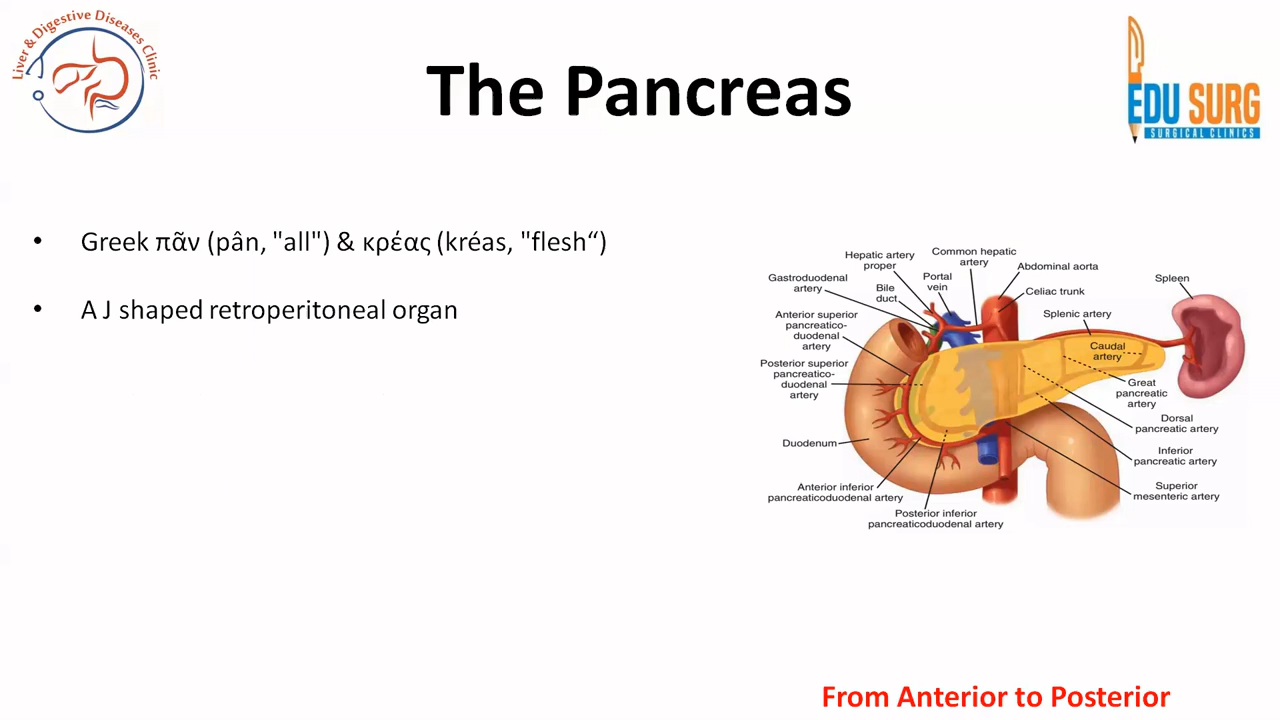 Liver & Digestive Diseases Clinic
The Pancreas
EDU SURG
SURGICAL CLINICS
• Greek πᾶν (pân, "all") & κρέας (kréas, "flesh“)
• A J shaped retroperitoneal organ
Hepatic artery
proper
Common hepatic
artery
Gastroduodenal
artery
Bile
duct
Portal
vein
Abdominal aorta
Celiac trunk
Spleen
Splenic artery
Anterior superior
pancreatico-
duodenal
artery
Caudal
artery
Posterior superior
pancreatico-
duodenal
artery
Great
pancreatic
artery
Dorsal
pancreatic artery
Duodenum
Inferior
pancreatic artery
Anterior inferior
pancreaticoduodenal artery
Superior
mesenteric artery
Posterior inferior
pancreaticoduodenal artery
From Anterior to Posterior